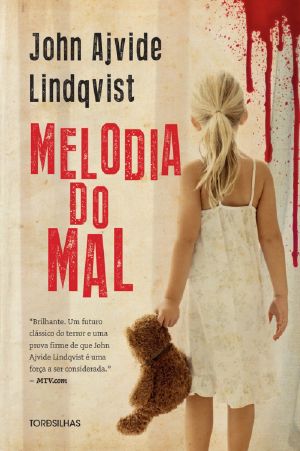 John Ajvide
Lindqvist
MELODIA
DO
MAL
"Brilhante. Um futuro
clássico do terror e uma
prova firme de que John
Ajvide Lindqvist é uma
força a ser considerada."
– MTV.com
TORDSILHAS